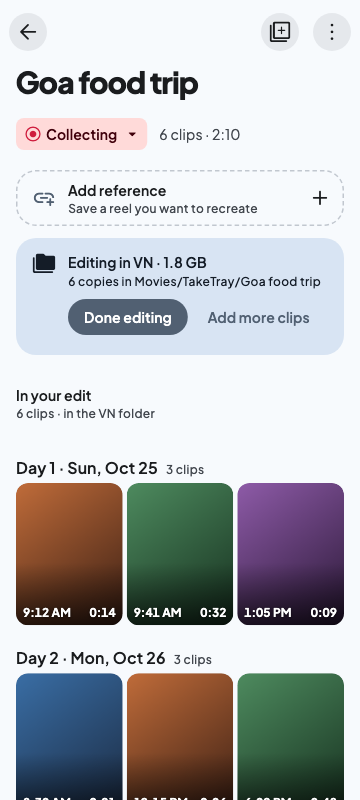 Goa food trip
Collecting
6 clips · 2:10
Add reference
Save a reel you want to recreate
Editing in VN · 1.8 GB
6 copies in Movies/TakeTray/Goa food trip
Done editing
Add more clips
In your edit
6 clips · in the VN folder
Day 1 · Sun, Oct 25 3 clips
9:12 AM 0:14 9:41 AM 0:32 1:05 PM 0:09
Day 2 · Mon, Oct 26 3 clips